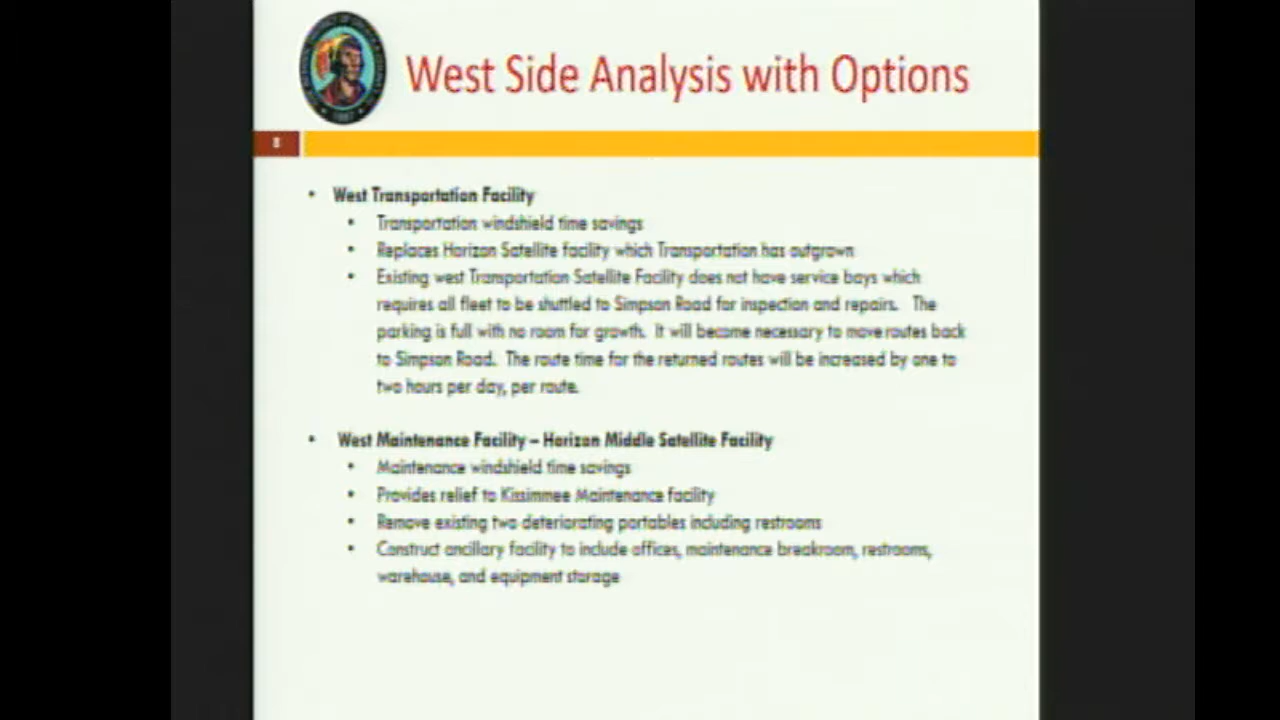 West Side Analysis with Options
8
• West Transportation Facility
• Transportation windshield time savings
• Replaces Horizon Satellite facility which Transportation has outgrown
• Existing west Transportation Satellite Facility does not have service bays which
requires all fleet to be shuttled to Simpson Road for inspection and repairs. The
parking is full with no room for growth. It will become necessary to move routes back
to Simpson Road. The route time for the returned routes will be increased by one to
two hours per day, per route.
• West Maintenance Facility – Horizon Middle Satellite Facility
• Maintenance windshield time savings
• Provides relief to Kissimmee Maintenance facility
• Remove existing two deteriorating portables including restrooms
• Construct ancillary facility to include offices, maintenance breakroom, restrooms,
warehouse, and equipment storage